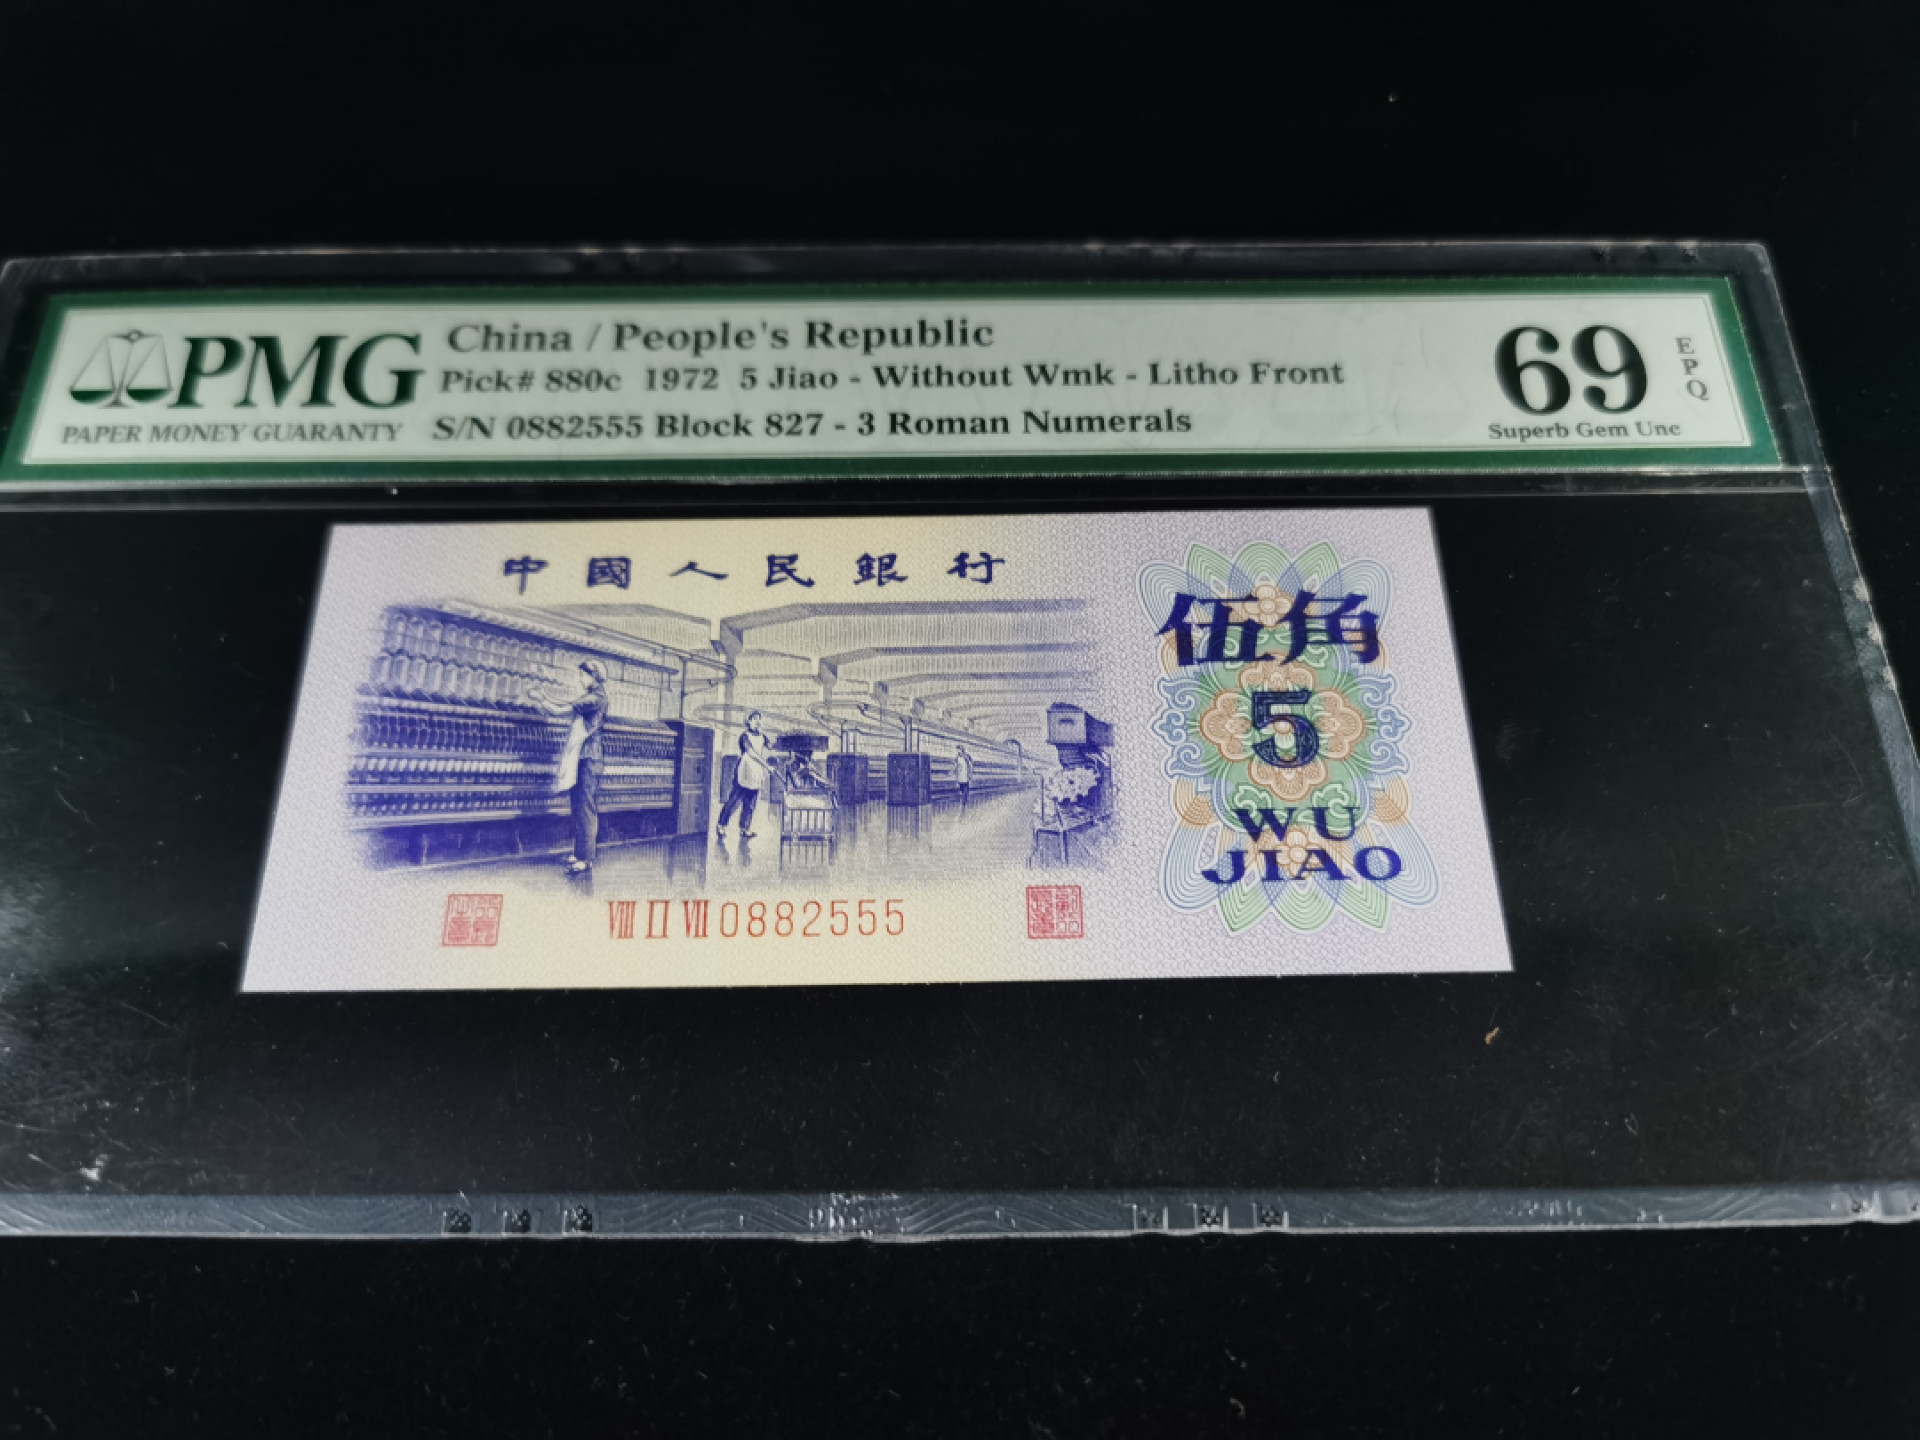 PMG
PAPER MONEY GUARANTY
China / People's Republic
Pick# 880c 1972 5 Jiao - Without Wmk - Litho Front
S/N 0882555 Block 827 - 3 Roman Numerals
69
EPQ
Superb Gem Unc
中國人民銀行
伍角
5
WU
JIAO
Ⅷ Ⅱ Ⅶ 0882555